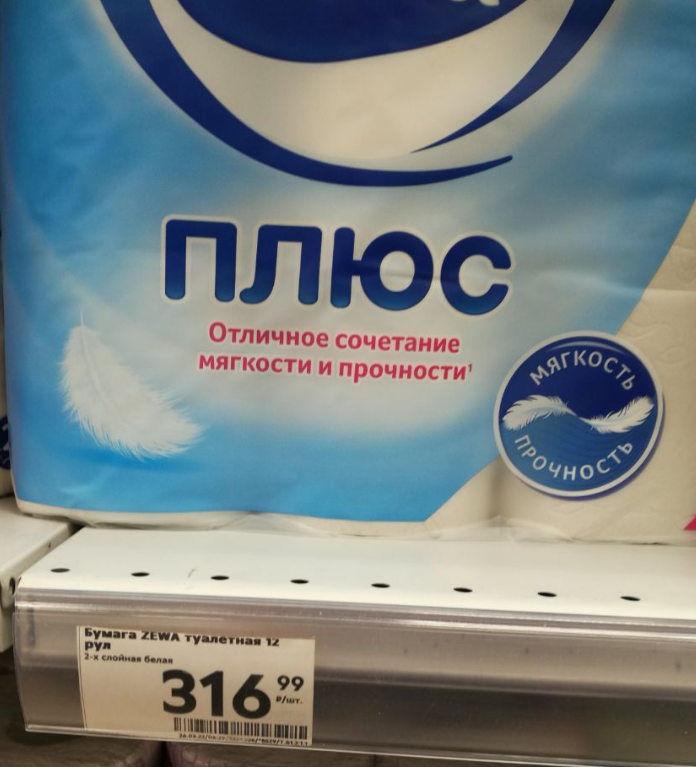 ПЛЮС
Отличное сочетание
мягкости и прочности¹
МЯГКОСТЬ
ПРОЧНОСТЬ
Бумага ZEWA туалетная 12
рул
2-х слойная белая
316 99
₽/шт.